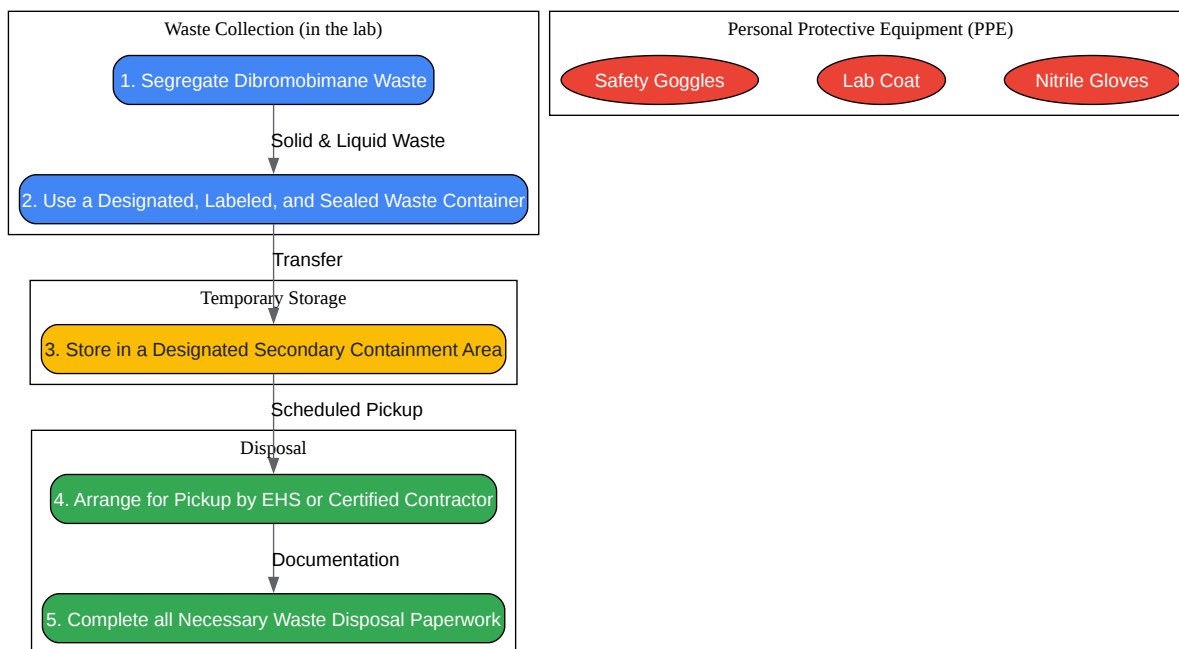 Waste Collection (in the lab)
1. Segregate Dibromobimane Waste
Solid & Liquid Waste
2. Use a Designated, Labeled, and Sealed Waste Container
Transfer
Temporary Storage
3. Store in a Designated Secondary Containment Area
Scheduled Pickup
Disposal
4. Arrange for Pickup by EHS or Certified Contractor
Documentation
5. Complete all Necessary Waste Disposal Paperwork
Personal Protective Equipment (PPE)
Safety Goggles
Lab Coat
Nitrile Gloves